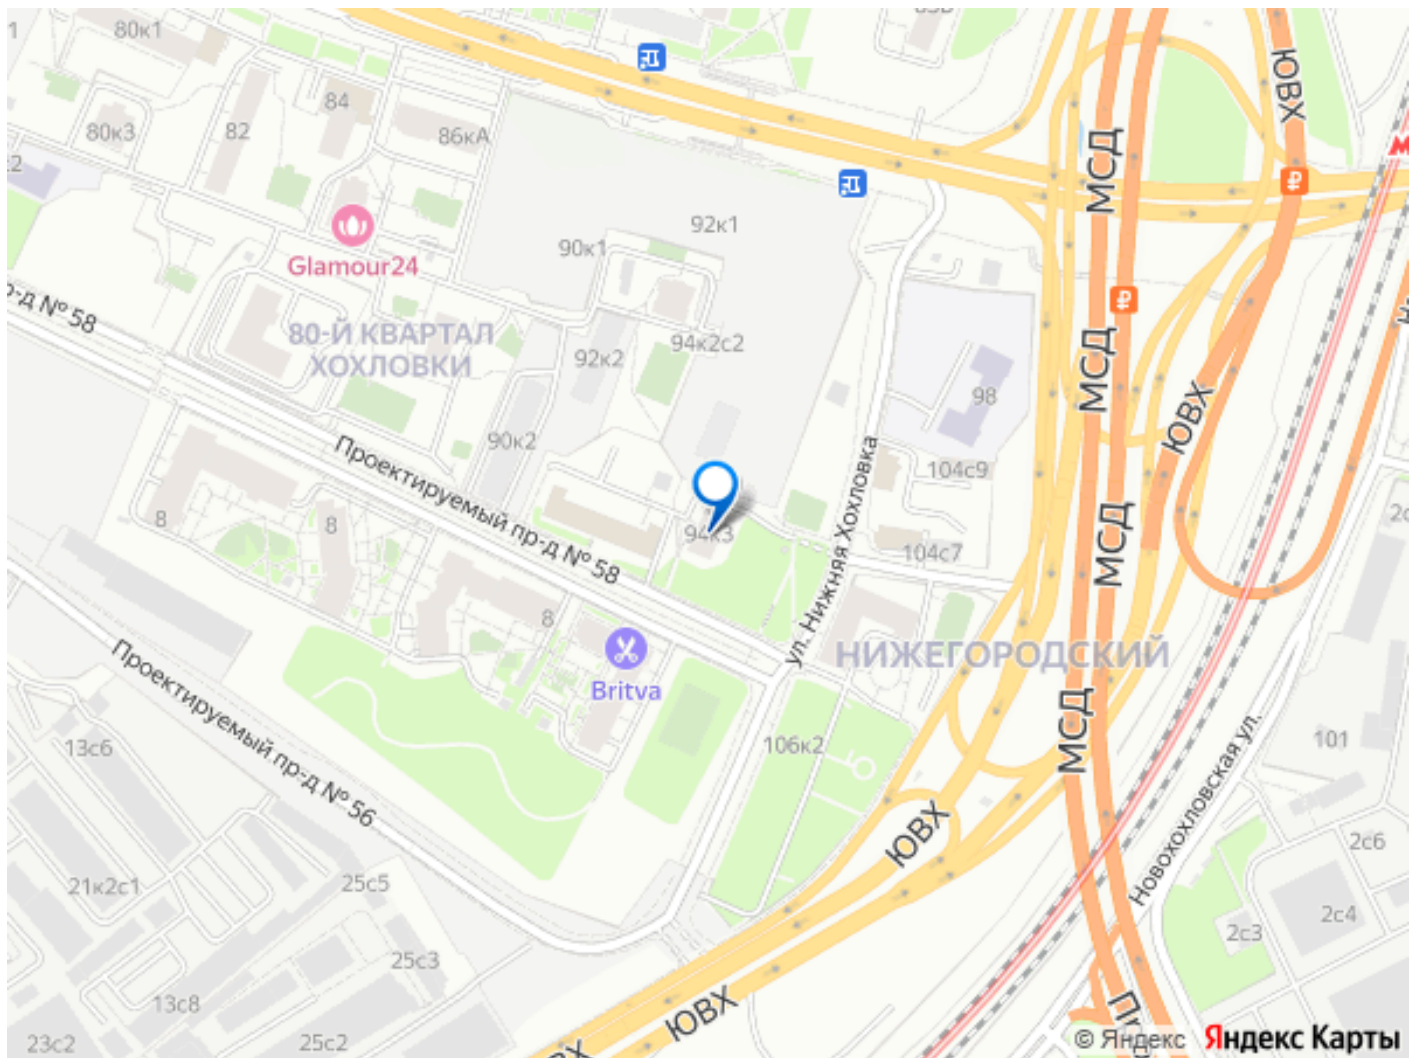 80к1
84
82
80к3
86кА
Glamour24
90к1
92к1
р-д № 58
80-Й КВАРТАЛ
ХОХЛОВКИ
92к2
94к2с2
90к2
98
104с9
104с7
94к3
Проектируемый пр-д № 58
ул. Нижняя Хохловка
8
8
8
Britva
НИЖЕГОРОДСКИЙ
МСД
МСД
МСД
МСД
ЮВХ
ЮВХ
ЮВХ
ЮВХ
106к2
Проектируемый пр-д № 56
13с6
21к2с1
25с5
25с3
13с8
25с2
23с2
Новохохловская ул.
101
2с6
2с4
2с3
© Яндекс
Яндекс Карты